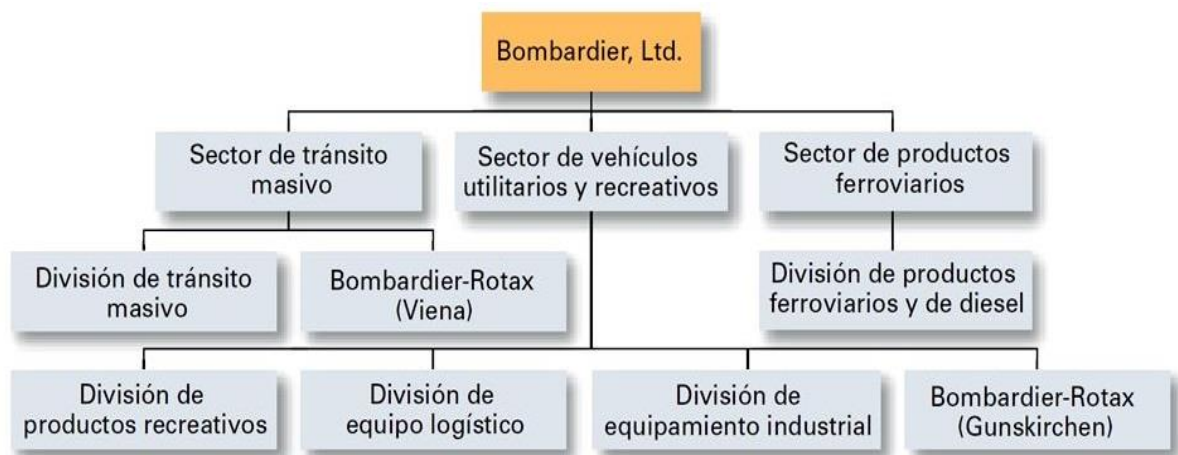 Bombardier, Ltd.
Sector de tránsito
masivo
Sector de vehículos
utilitarios y recreativos
Sector de productos
ferroviarios
División de tránsito
masivo
Bombardier-Rotax
(Viena)
División de productos
ferroviarios y de diesel
División de
productos recreativos
División de
equipo logístico
División de
equipamiento industrial
Bombardier-Rotax
(Gunskirchen)